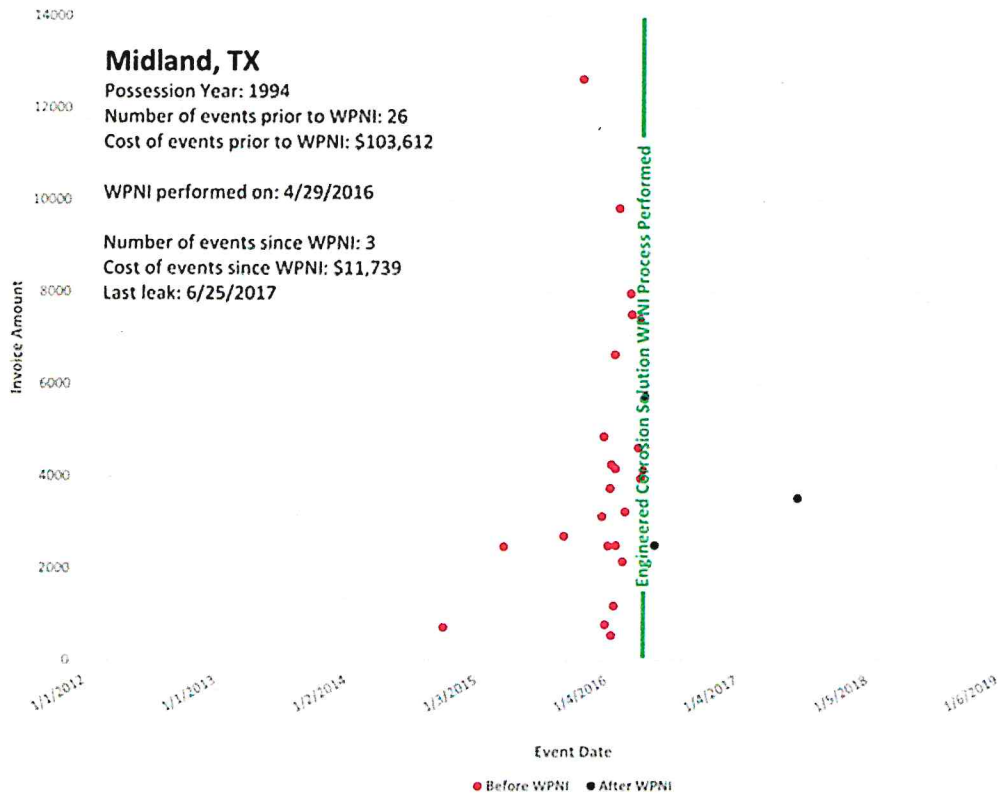 14000
Midland, TX
Possession Year: 1994
12000
Number of events prior to WPNI: 26
Cost of events prior to WPNI: $103,612
WPNI performed on: 4/29/2016
10000
Number of events since WPNI: 3
Cost of events since WPNI: $11,739
Last leak: 6/25/2017
8000
6000
4000
2000
0
Invoice Amount
Engineered Corrosion Solution WPNI Process Performed
1/1/2012
1/1/2013
1/2/2014
1/3/2015
1/4/2016
1/4/2017
1/5/2018
1/6/2019
Event Date
Before WPNI
After WPNI